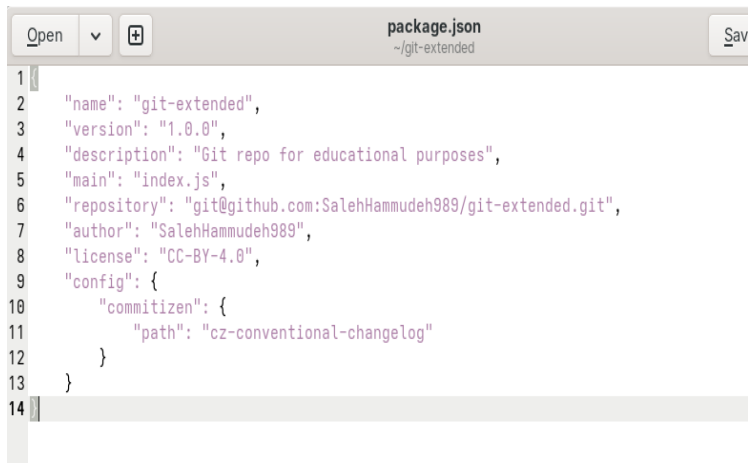 Open
package.json
~/git-extended
Sav
1 {
2     "name": "git-extended",
3     "version": "1.0.0",
4     "description": "Git repo for educational purposes",
5     "main": "index.js",
6     "repository": "git@github.com:SalehHammudeh989/git-extended.git",
7     "author": "SalehHammudeh989",
8     "license": "CC-BY-4.0",
9     "config": {
10         "commitizen": {
11             "path": "cz-conventional-changelog"
12         }
13     }
14 }